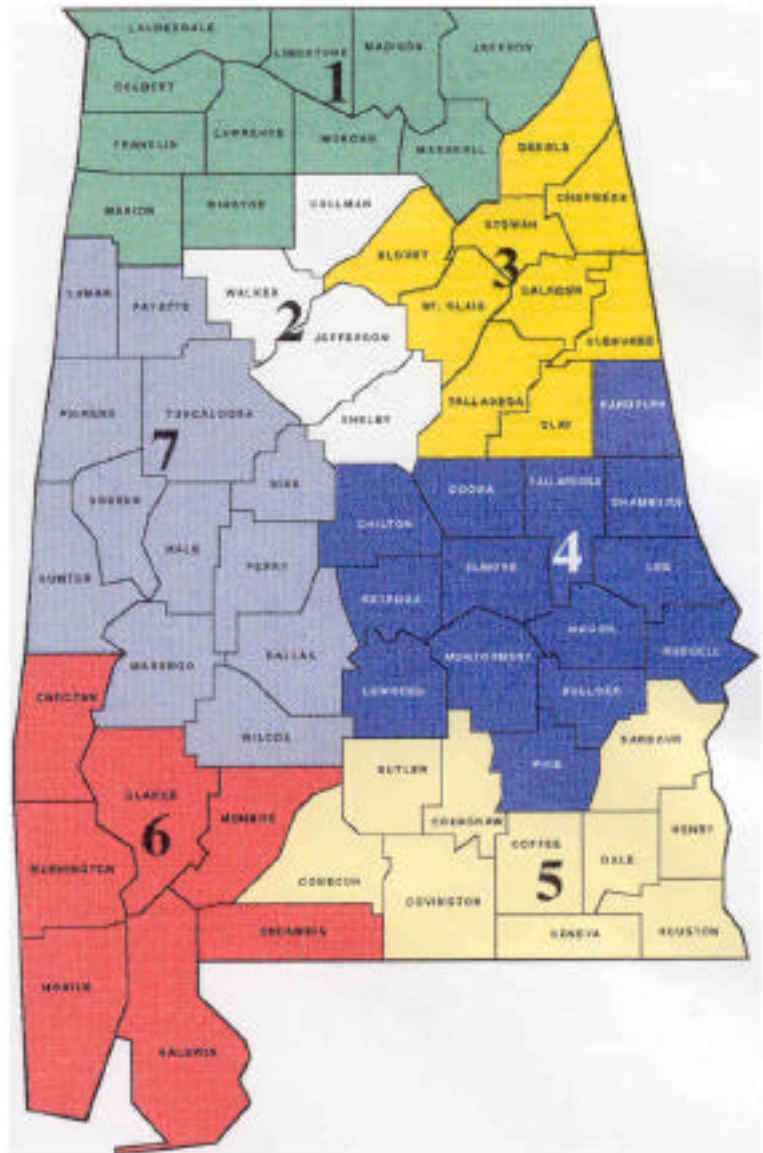 LAUDERDALE
LIMESTONE
MADISON
JACKSON
COLBERT
1
FRANKLIN
LAWRENCE
MORGAN
MARSHALL
DEKALB
CHEROKEE
MARION
WINSTON
CULLMAN
ETOWAH
BLOUNT
3
LAMAR
FAYETTE
WALKER
ST. CLAIR
CALHOUN
2
JEFFERSON
CLEBURNE
PICKENS
TUSCALOOSA
SHELBY
TALLADEGA
CLAY
RANDOLPH
7
BIBB
COOSA
TALLAPOOSA
CHAMBERS
GREENE
HALE
CHILTON
4
SUMTER
PERRY
ELMORE
LEE
AUTAUGA
MACON
RUSSELL
MARENGO
DALLAS
MONTGOMERY
LOWNDES
BULLOCK
CHOCTAW
WILCOX
BARBOUR
BUTLER
PIKE
CLARKE
MONROE
CRENSHAW
COFFEE
HENRY
6
WASHINGTON
CONECUH
5
DALE
COVINGTON
ESCAMBIA
GENEVA
HOUSTON
MOBILE
BALDWIN